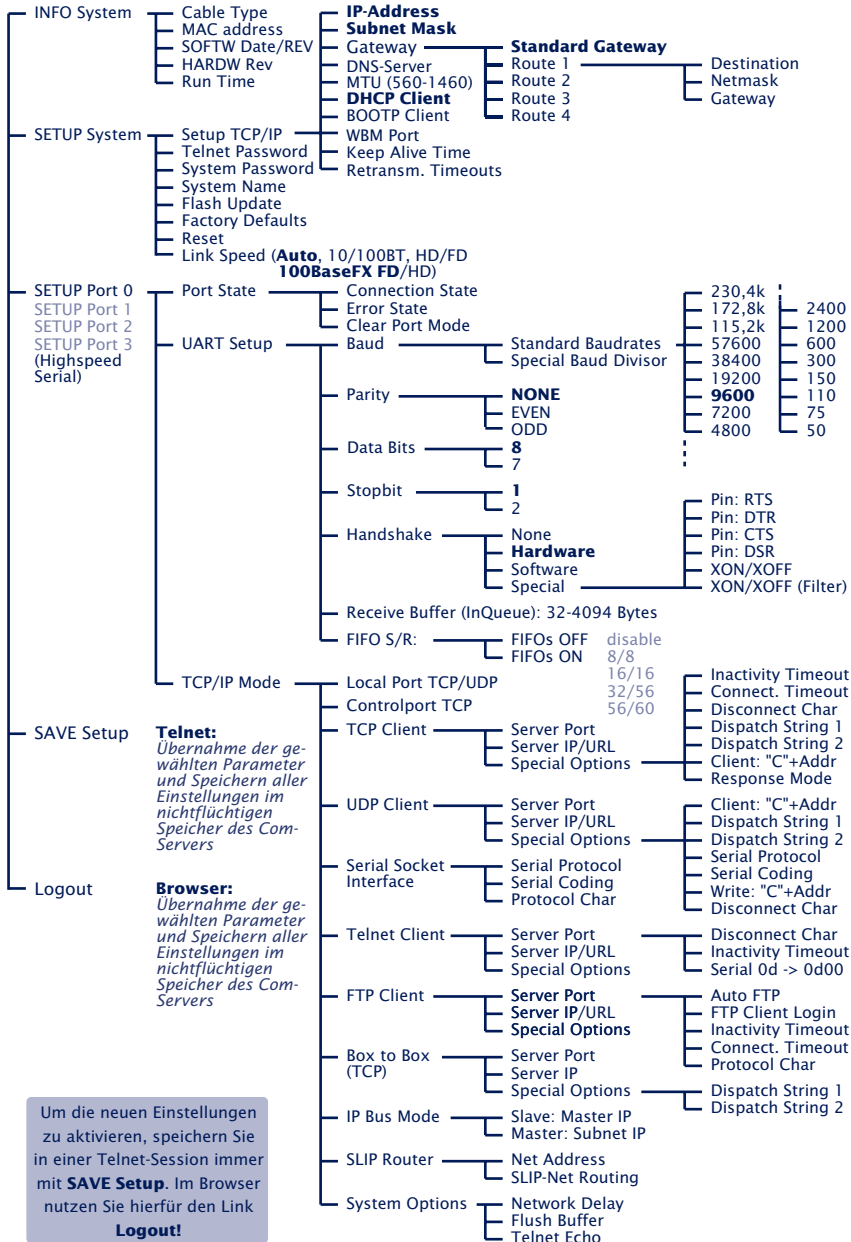 INFO System
Cable Type
MAC address
SOFTW Date/REV
HARDW Rev
Run Time
SETUP System
Setup TCP/IP
IP-Address
Subnet Mask
Gateway
Standard Gateway
Route 1
Destination
Netmask
Gateway
Route 2
Route 3
Route 4
DNS-Server
MTU (560-1460)
DHCP Client
BOOTP Client
WBM Port
Keep Alive Time
Retransm. Timeouts
Telnet Password
System Password
System Name
Flash Update
Factory Defaults
Reset
Link Speed (Auto, 10/100BT, HD/FD
100BaseFX FD/HD)
SETUP Port 0
SETUP Port 1
SETUP Port 2
SETUP Port 3
(Highspeed
Serial)
Port State
Connection State
Error State
Clear Port Mode
UART Setup
Baud
Standard Baudrates
230,4k
172,8k
115,2k
57600
38400
19200
9600
7200
4800
2400
1200
600
300
150
110
75
50
Special Baud Divisor
Parity
NONE
EVEN
ODD
Data Bits
8
7
Stopbit
1
2
Handshake
None
Hardware
Software
Special
Pin: RTS
Pin: DTR
Pin: CTS
Pin: DSR
XON/XOFF
XON/XOFF (Filter)
Receive Buffer (InQueue): 32-4094 Bytes
FIFO S/R:
FIFOs OFF disable
FIFOs ON 8/8
16/16
32/56
56/60
TCP/IP Mode
Local Port TCP/UDP
Controlport TCP
TCP Client
Server Port
Server IP/URL
Special Options
Inactivity Timeout
Connect. Timeout
Disconnect Char
Dispatch String 1
Dispatch String 2
Client: "C"+Addr
Response Mode
UDP Client
Server Port
Server IP/URL
Special Options
Client: "C"+Addr
Dispatch String 1
Dispatch String 2
Serial Protocol
Serial Coding
Write: "C"+Addr
Disconnect Char
Serial Socket
Interface
Serial Protocol
Serial Coding
Protocol Char
Telnet Client
Server Port
Server IP/URL
Special Options
Disconnect Char
Inactivity Timeout
Serial 0d -> 0d00
FTP Client
Server Port
Server IP/URL
Special Options
Auto FTP
FTP Client Login
Inactivity Timeout
Connect. Timeout
Protocol Char
Box to Box
(TCP)
Server Port
Server IP
Special Options
Dispatch String 1
Dispatch String 2
IP Bus Mode
Slave: Master IP
Master: Subnet IP
SLIP Router
Net Address
SLIP-Net Routing
System Options
Network Delay
Flush Buffer
Telnet Echo
SAVE Setup
Telnet:
Übernahme der ge-
wählten Parameter
und Speichern aller
Einstellungen im
nichtflüchtigen
Speicher des Com-
Servers
Logout
Browser:
Übernahme der ge-
wählten Parameter
und Speichern aller
Einstellungen im
nichtflüchtigen
Speicher des Com-
Servers
Um die neuen Einstellungen
zu aktivieren, speichern Sie
in einer Telnet-Session immer
mit SAVE Setup. Im Browser
nutzen Sie hierfür den Link
Logout!